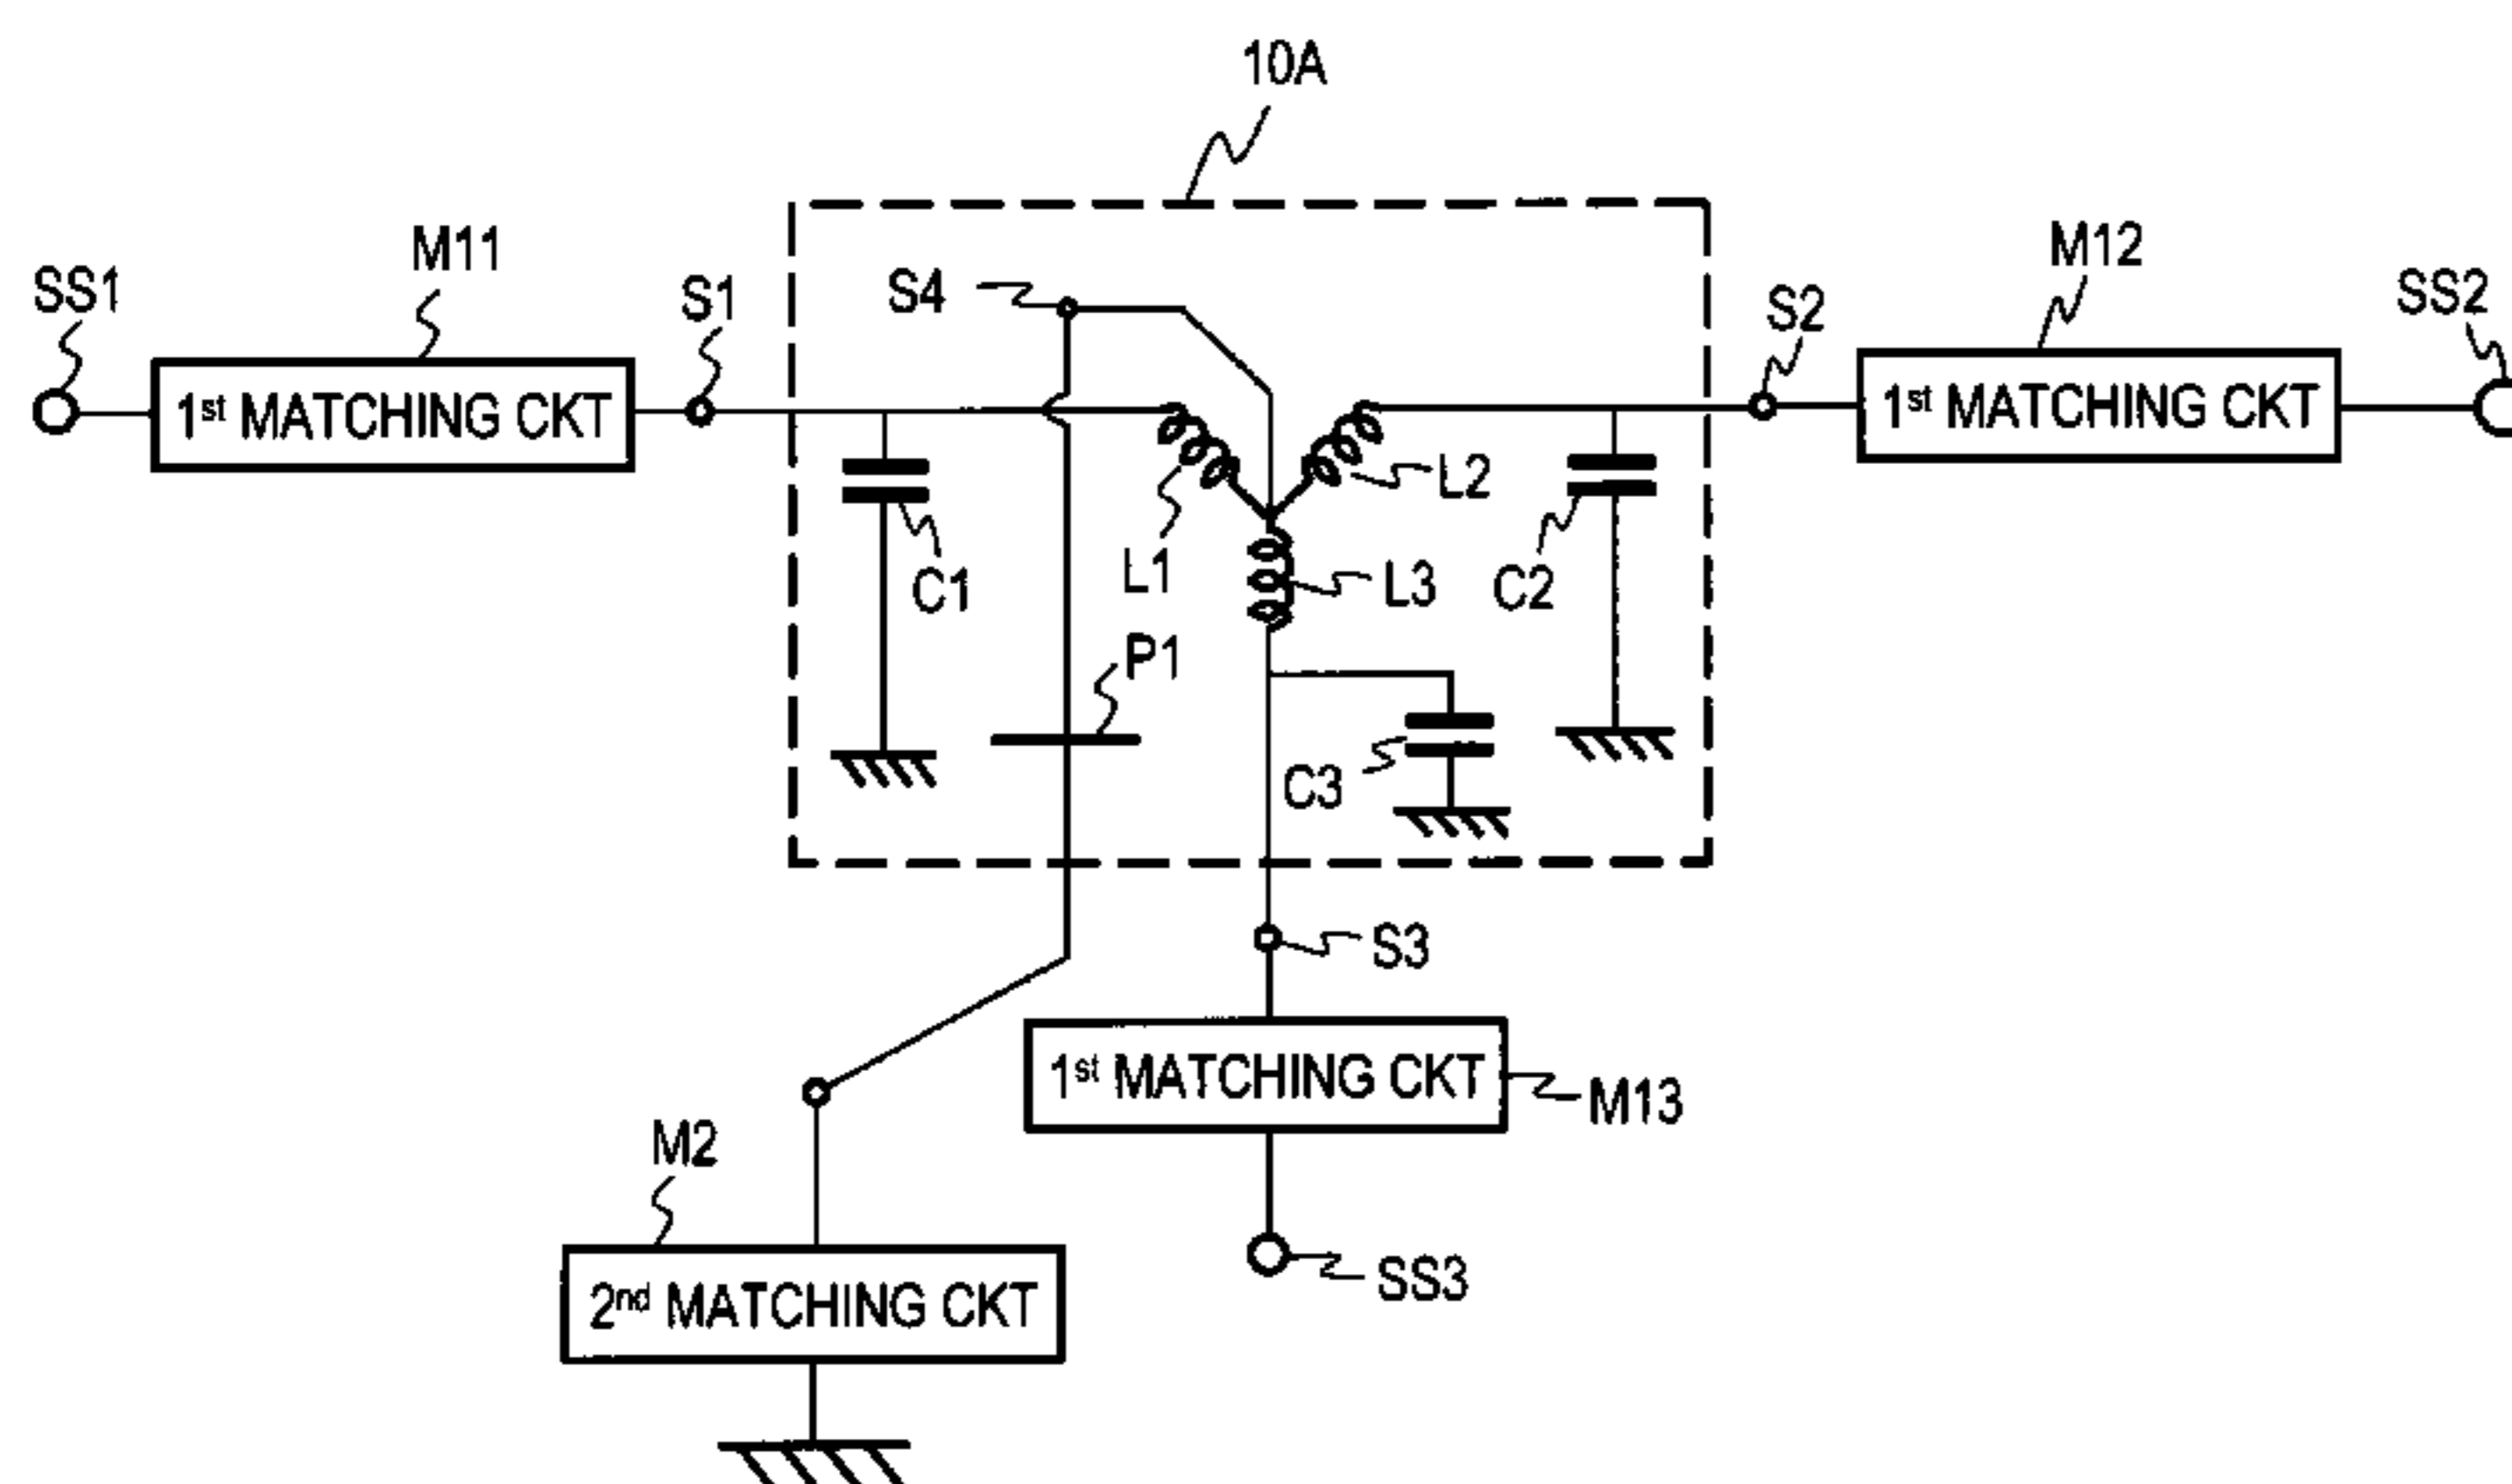 10A
M11
M12
SS1
S1
S4
S2
SS2
1st MATCHING CKT
1st MATCHING CKT
L2
L1
L3
C1
C2
P1
C3
S3
1st MATCHING CKT
M13
M2
SS3
2nd MATCHING CKT